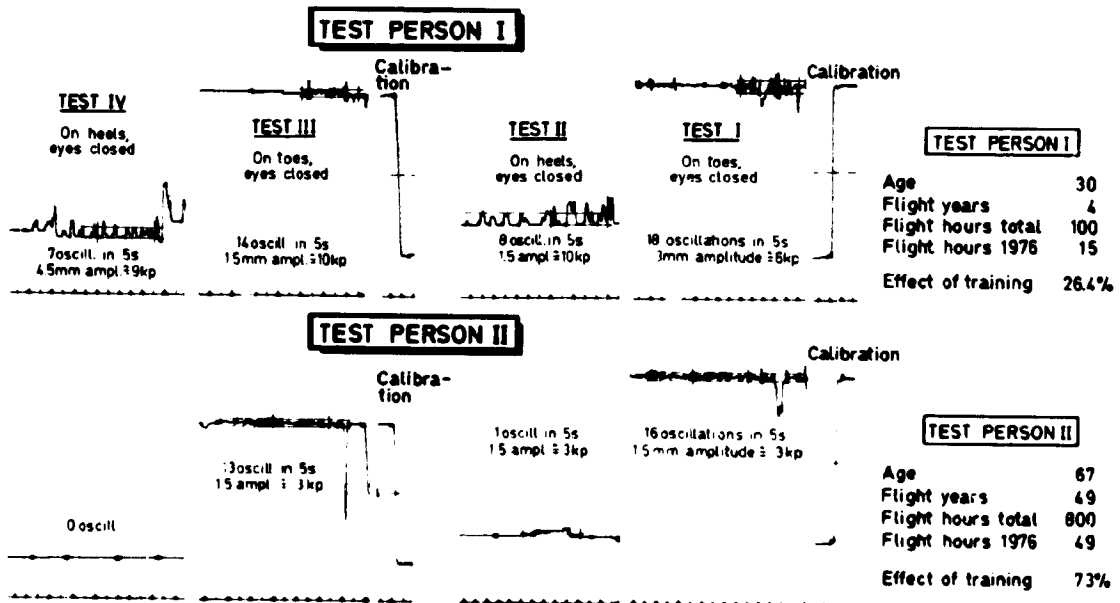 TEST PERSON I
TEST IV
On heels,
eyes closed
7oscill. in 5s
4.5mm ampl.≙9kp
TEST III
On toes,
eyes closed
14oscill in 5s
1.5mm ampl.≙10kp
Calibra-
tion
TEST II
On heels,
eyes closed
8oscill. in 5s
1.5 ampl ≙10kp
TEST I
On toes,
eyes closed
18 oscillations in 5s
3mm amplitude ≙6kp
Calibration
TEST PERSON I
Age 30
Flight years 4
Flight hours total 100
Flight hours 1976 15
Effect of training 26.4%
TEST PERSON II
0 oscill
13oscill in 5s
1.5 ampl ≙ 3kp
Calibra-
tion
1oscill in 5s
1.5 ampl ≙ 3kp
16oscillations in 5s
1.5mm amplitude ≙ 3kp
Calibration
TEST PERSON II
Age 67
Flight years 49
Flight hours total 800
Flight hours 1976 49
Effect of training 73%